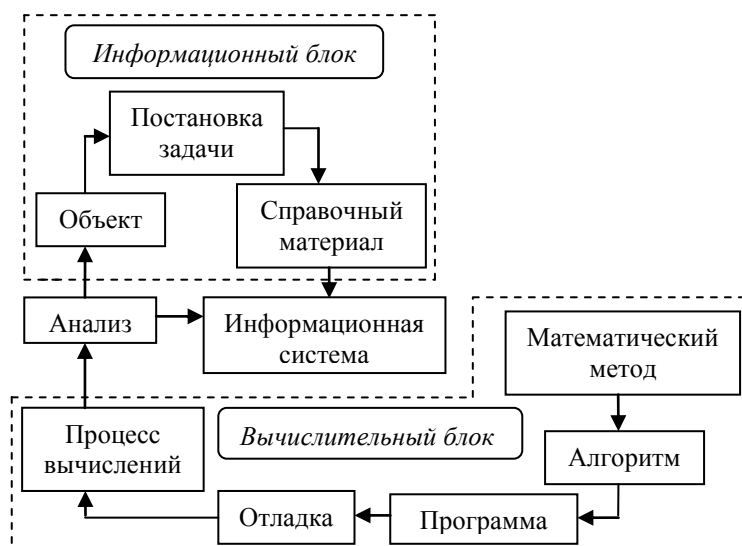 Информационный блок
Постановка
задачи
Объект
Справочный
материал
Анализ
Информационная
система
Математический
метод
Процесс
вычислений
Вычислительный блок
Алгоритм
Отладка
Программа